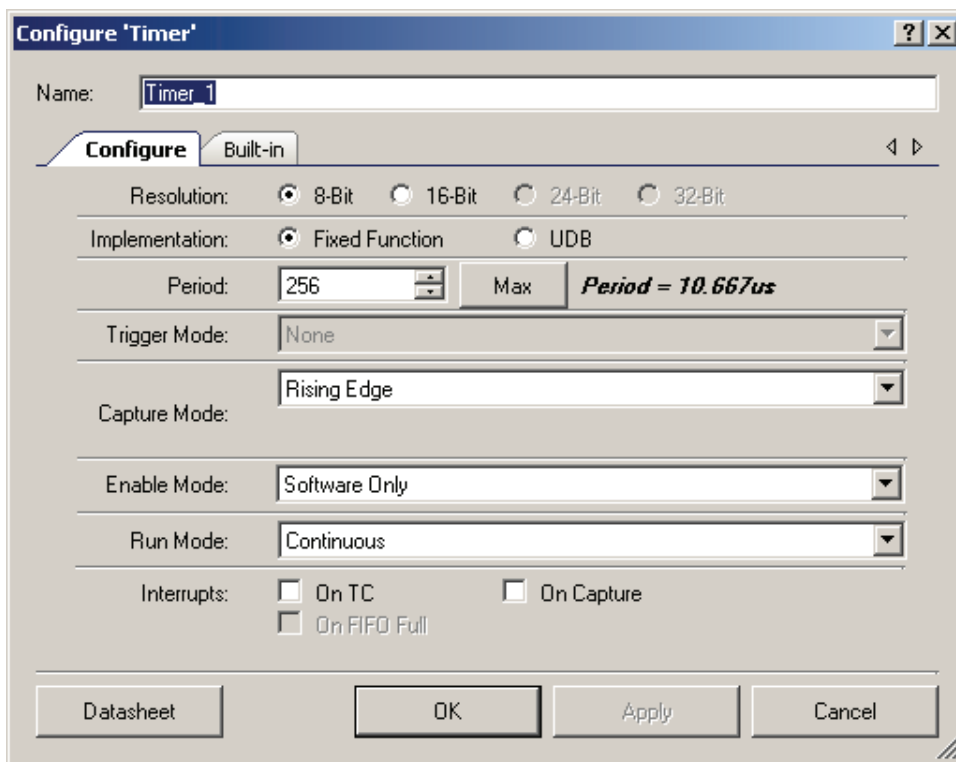 Configure 'Timer'
Name: Timer_1
Configure Built-in
Resolution: 8-Bit 16-Bit 24-Bit 32-Bit
Implementation: Fixed Function UDB
Period: 256 Max Period = 10.667us
Trigger Mode: None
Capture Mode: Rising Edge
Enable Mode: Software Only
Run Mode: Continuous
Interrupts: On TC On Capture
On FIFO Full
Datasheet OK Apply Cancel